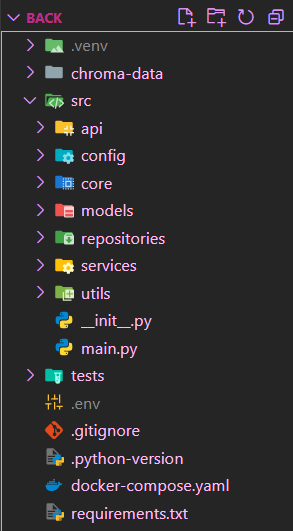 BACK
.venv
chroma-data
src
api
config
core
models
repositories
services
utils
__init__.py
main.py
tests
.env
.gitignore
.python-version
docker-compose.yaml
requirements.txt